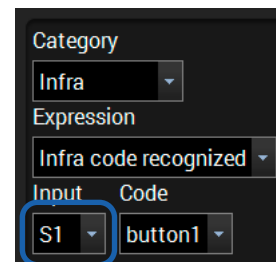 Category
Infra
Expression
Infra code recognized
Input Code
S1 button1